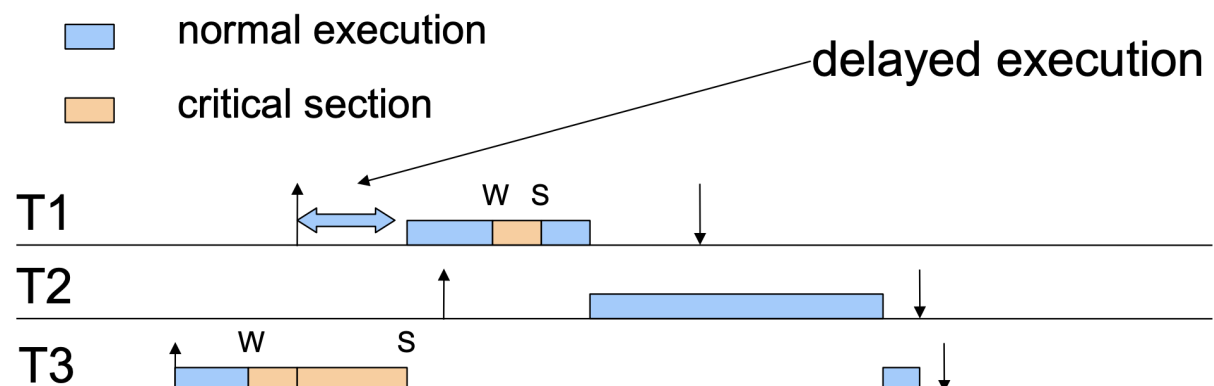 normal execution
delayed execution
critical section
W S
T1
T2
W S
T3